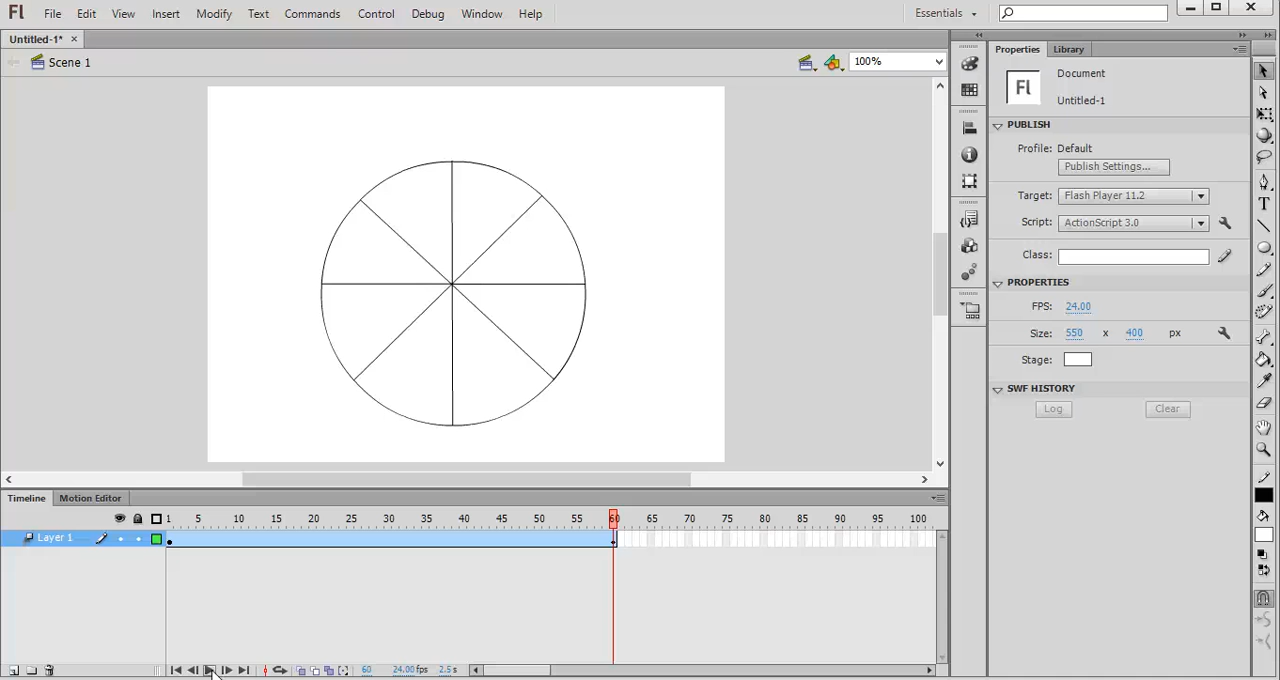 Fl File Edit View Insert Modify Text Commands Control Debug Window Help Essentials
Untitled-1*
Scene 1 100% Properties Library
Fl Document
Untitled-1
PUBLISH
Profile: Default
Publish Settings...
Target: Flash Player 11.2
Script: ActionScript 3.0
Class:
PROPERTIES
FPS: 24.00
Size: 550 x 400 px
Stage:
SWF HISTORY
Log Clear
Timeline Motion Editor
1 5 10 15 20 25 30 35 40 45 50 55 60 65 70 75 80 85 90 95 100
Layer 1
60 24.00 fps 2.5 s